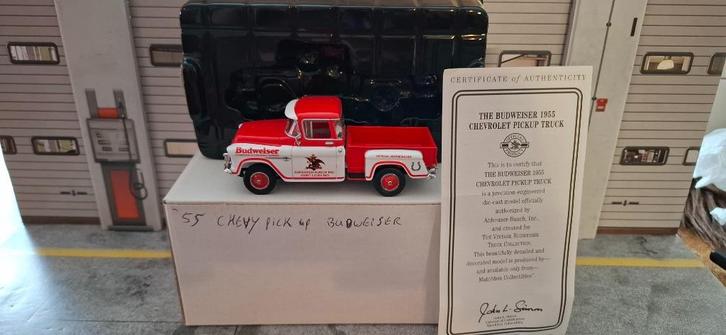 Budweiser
'55 CHEVY PICK UP BUDWEISER
CERTIFICATE of AUTHENTICITY
THE BUDWEISER 1955
CHEVROLET PICKUP TRUCK
This is to certify that
THE BUDWEISER 1955
CHEVROLET PICKUP TRUCK
is a precision-engineered
die-cast model officially
authorized by
Anheuser-Busch, Inc.,
and created for
The Vintage Budweiser
Truck Collection.
This beautifully detailed and
decorated model is produced by—
and available only from—
Matchbox Collectibles